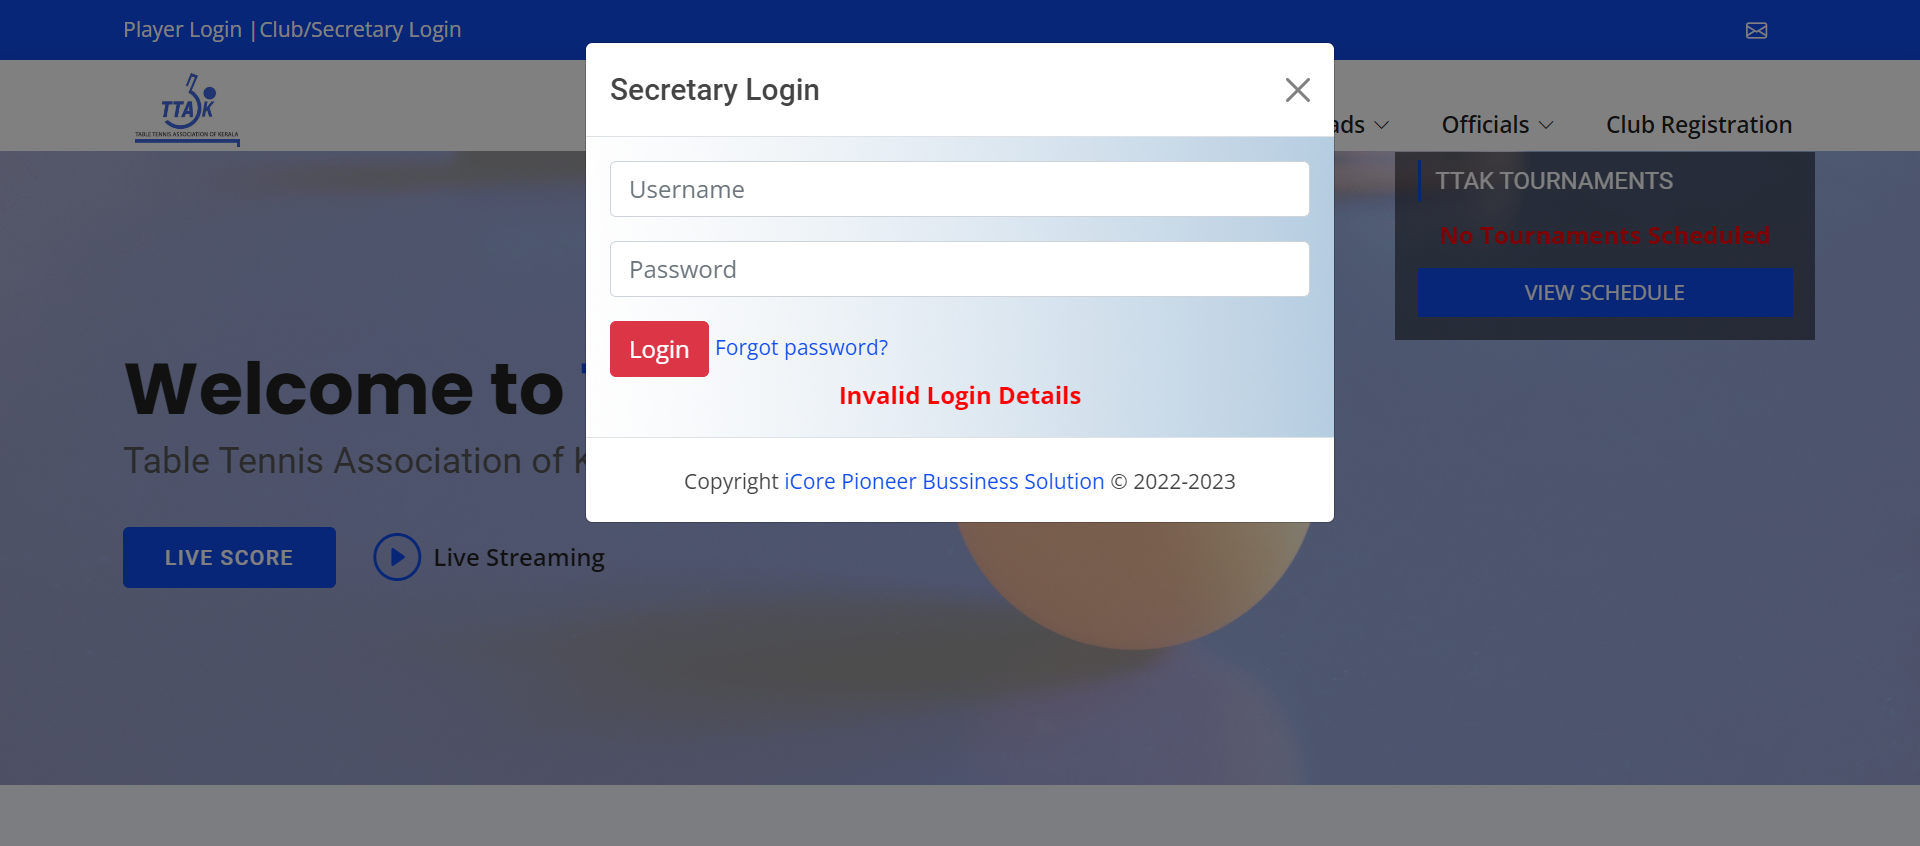 Player Login |Club/Secretary Login
TTAK
TABLE TENNIS ASSOCIATION OF KERALA
Officials
Club Registration
Secretary Login
Username
Password
Login Forgot password?
Invalid Login Details
Copyright iCore Pioneer Bussiness Solution © 2022-2023
TTAK TOURNAMENTS
No Tournaments Scheduled
VIEW SCHEDULE
Welcome to
Table Tennis Association of
LIVE SCORE
Live Streaming